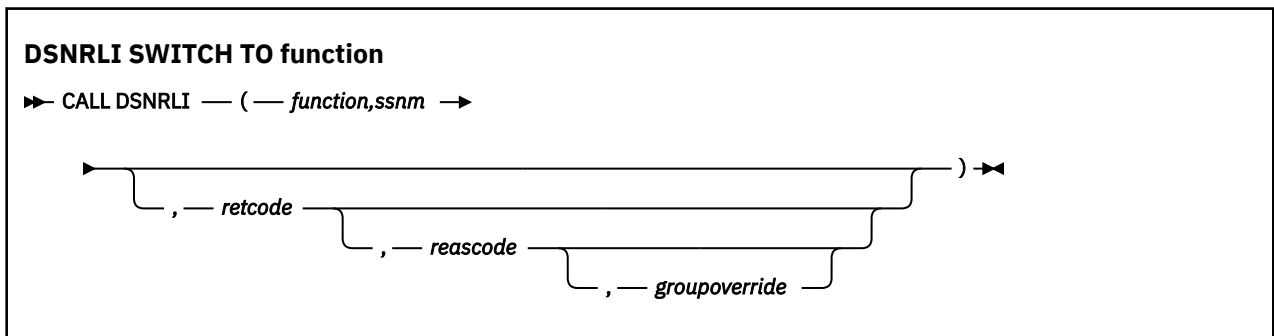 DSNRLI SWITCH TO function
CALL DSNRLI ( function,ssnm
)
, retcode
, reascode
, groupoverride